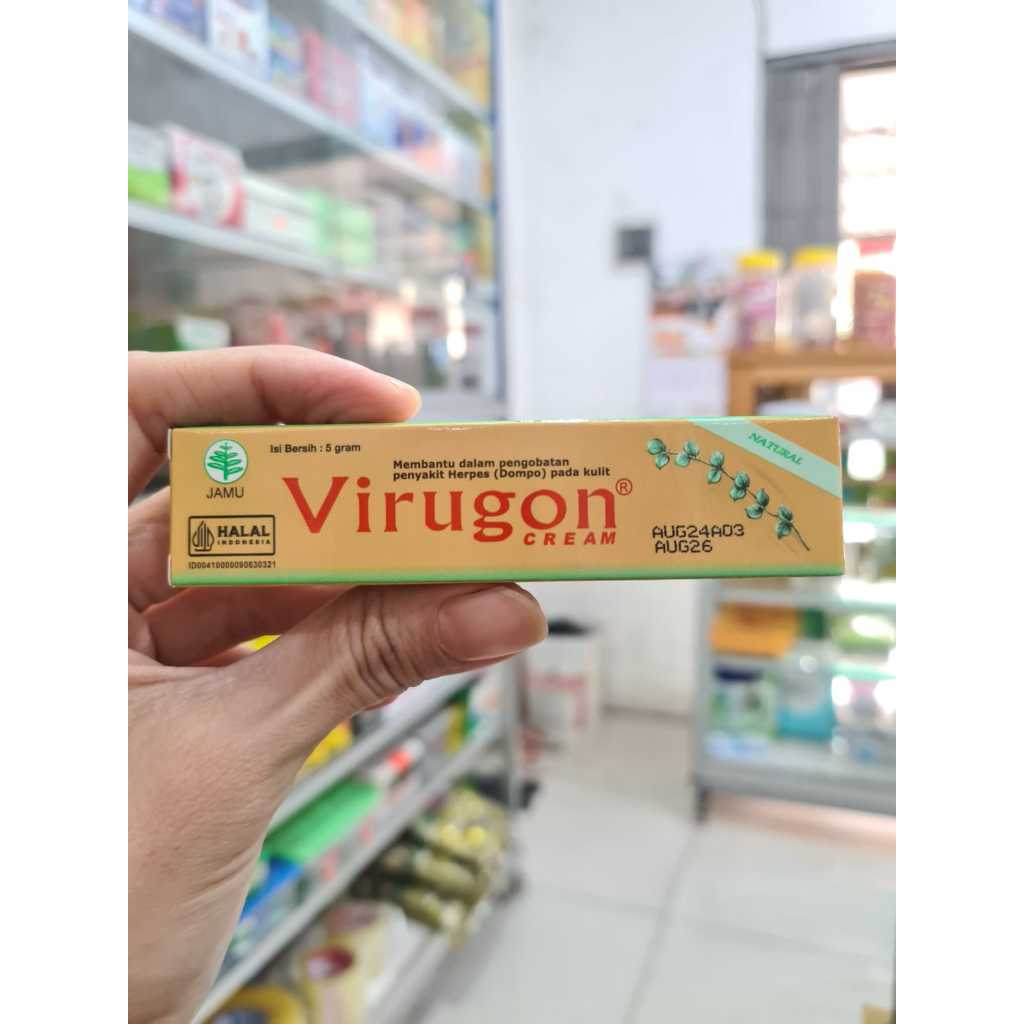 JAMU
HALAL
INDONESIA
ID00410000090630321
Isi Bersih : 5 gram
Membantu dalam pengobatan
penyakit Herpes (Dompo) pada kulit
Virugon®
CREAM
NATURAL
AUG24A03
AUG26